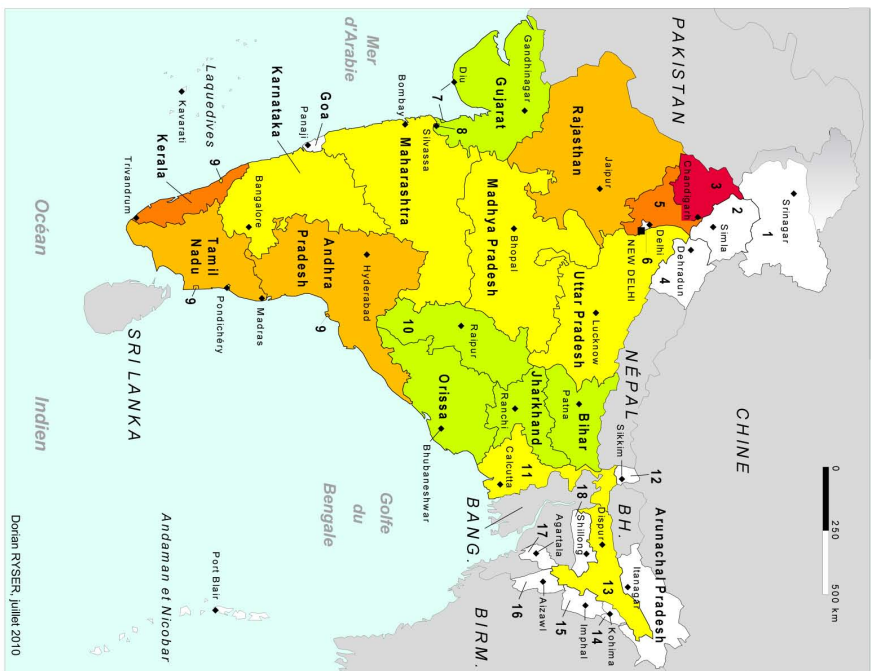 PAKISTAN
CHINE
NÉPAL
BH.
BANG.
BIRM.
SRI LANKA
Mer
d'Arabie
Océan
Indien
Golfe
du
Bengale
Laquedives
Kavarati
Andaman et Nicobar
Port Blair
1
Srinagar
2
Simla
3
Chandigarh
4
Dehradun
5
Delhi
6
NEW DELHI
Rajasthan
Jaipur
Uttar Pradesh
Lucknow
Bihar
Patna
Sikkim
12
Arunachal Pradesh
Itanagar
Dispur
13
Kohima
14
Imphal
15
Aizawl
16
Agartala
17
Shillong
18
Gujarat
Gandhinagar
Diu
7
8
Silvassa
Madhya Pradesh
Bhopal
Jharkhand
Ranchi
11
Calcutta
10
Raipur
Orissa
Bhubaneshwar
Maharashtra
Bombay
Goa
Panaji
Karnataka
Bangalore
Andhra
Pradesh
Hyderabad
9
Kerala
9
Trivandrum
Tamil
Nadu
9
Pondichéry
Madras
0 250 500 km
Dorian RYSER, juillet 2010